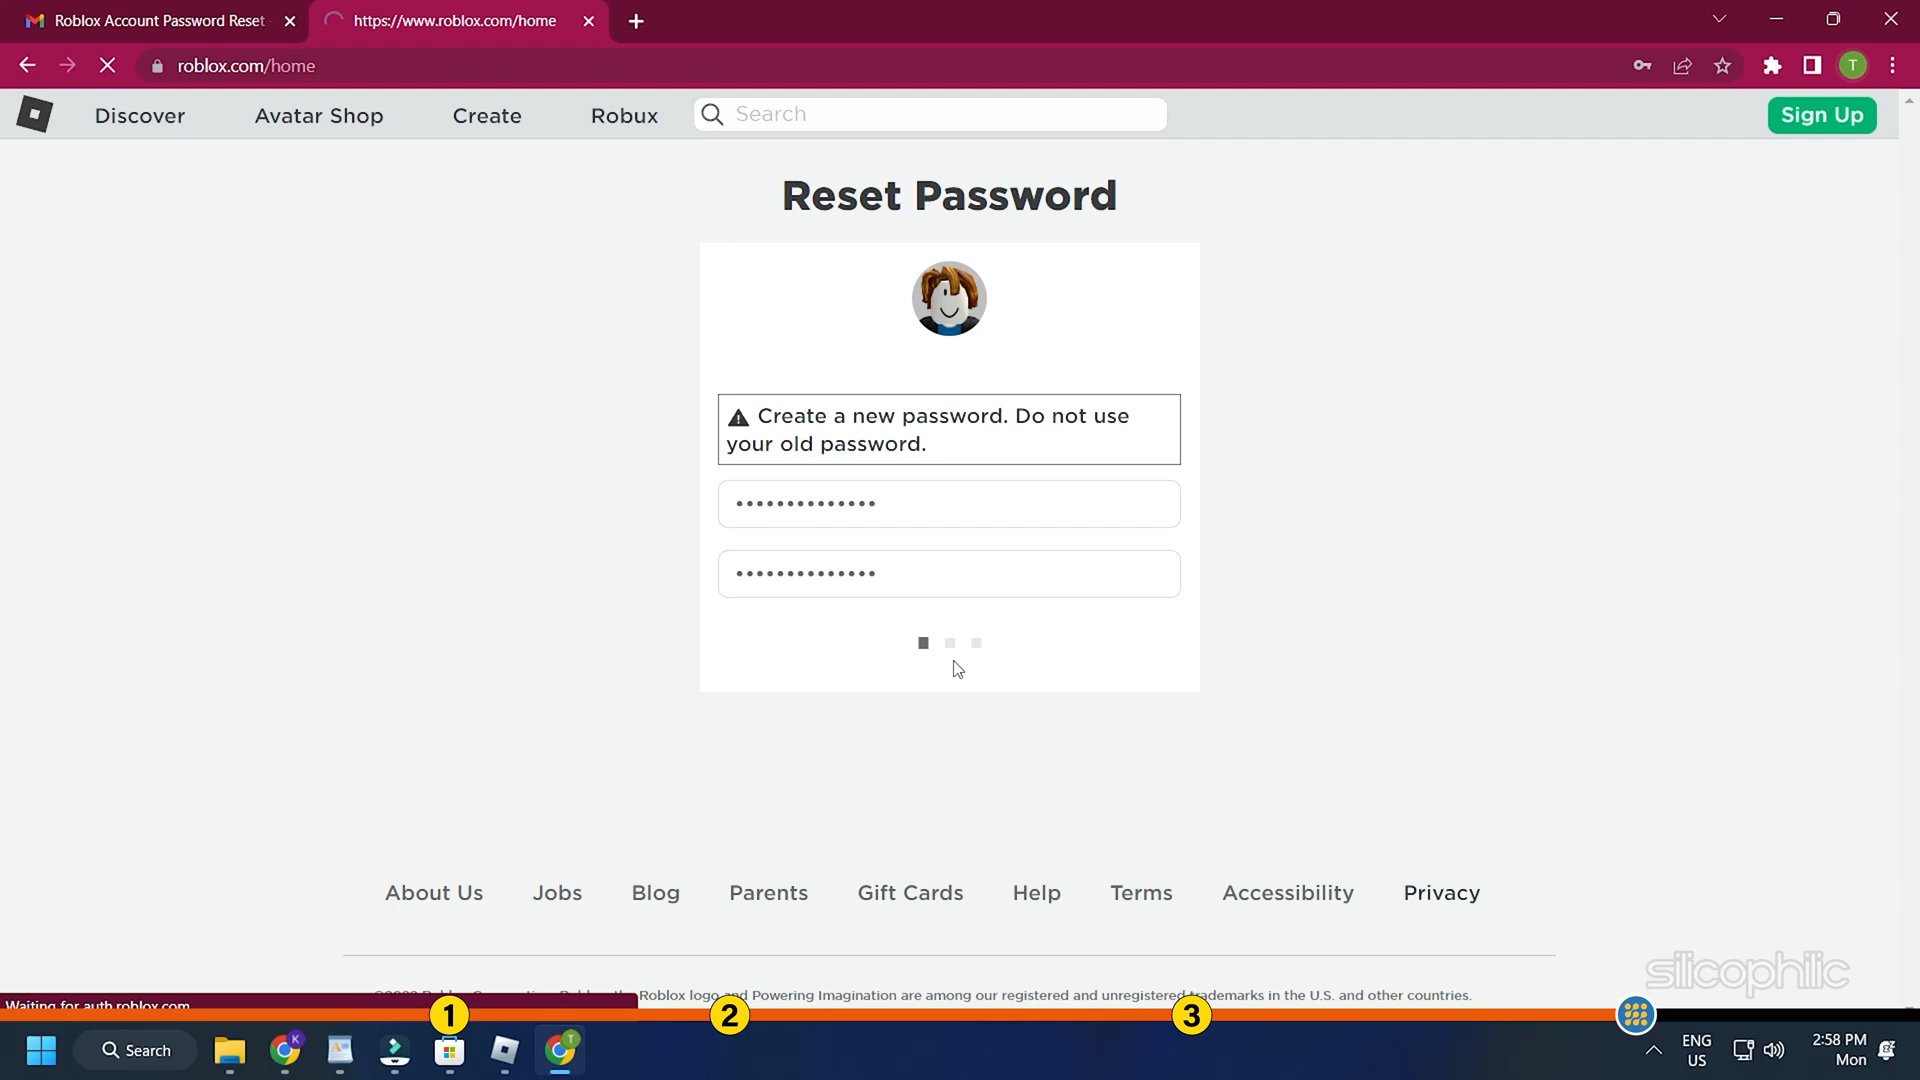 Roblox Account Password Reset
https://www.roblox.com/home
roblox.com/home
T
Discover
Avatar Shop
Create
Robux
Search
Sign Up
Reset Password
Create a new password. Do not use
your old password.
••••••••••••••
••••••••••••••
About Us
Jobs
Blog
Parents
Gift Cards
Help
Terms
Accessibility
Privacy
silicophilic
Roblox logo and Powering Imagination are among our registered and unregistered trademarks in the U.S. and other countries.
Waiting for auth.roblox.com
1
2
3
Search
K
T
ENG
US
2:58 PM
Mon